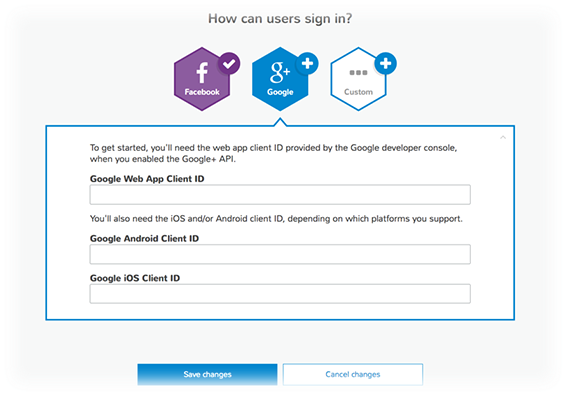 How can users sign in?
f
g+
Facebook
Google
Custom
To get started, you'll need the web app client ID provided by the Google developer console,
when you enabled the Google+ API.
Google Web App Client ID
You'll also need the iOS and/or Android client ID, depending on which platforms you support.
Google Android Client ID
Google iOS Client ID
Save changes
Cancel changes